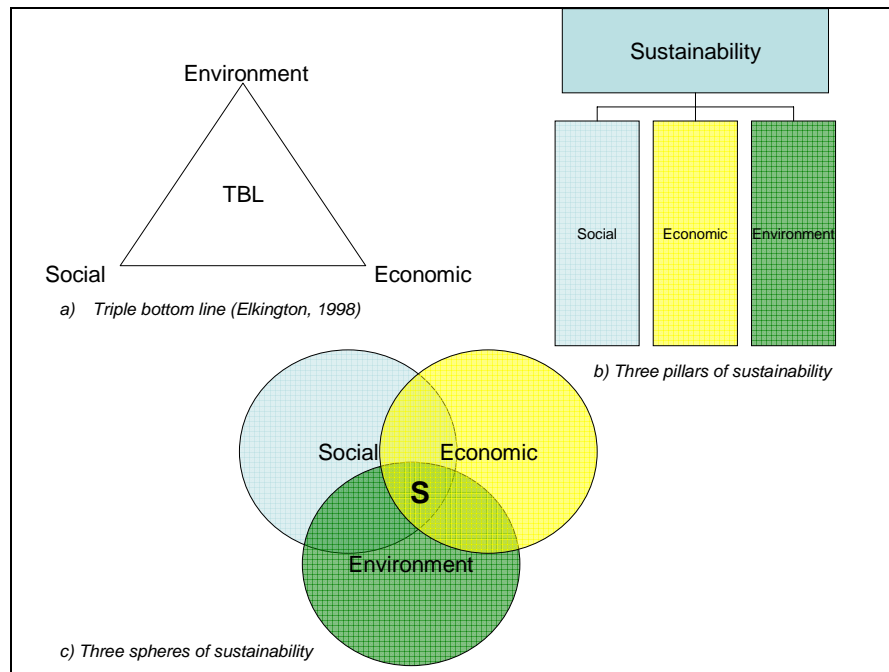 Environment
TBL
Social
Economic
a) Triple bottom line (Elkington, 1998)
Sustainability
Social
Economic
Environment
b) Three pillars of sustainability
Social
Economic
S
Environment
c) Three spheres of sustainability